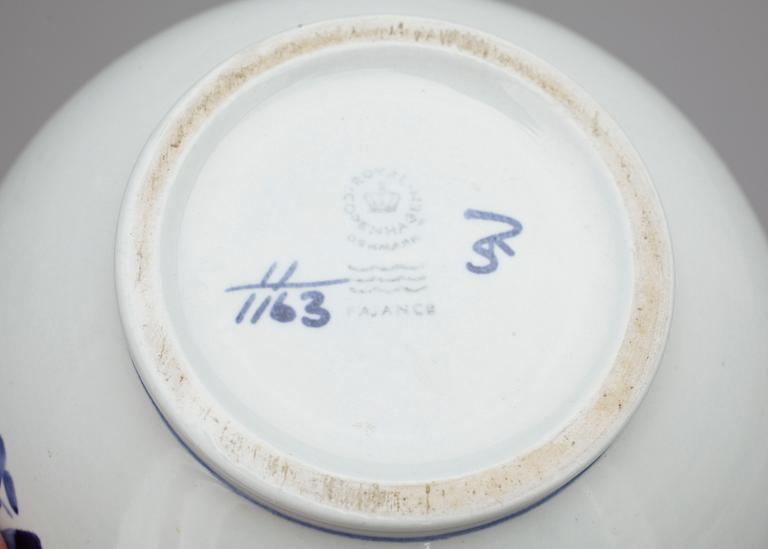 ROYAL
COPENHAGEN
DENMARK
11
1163
FAJANCE